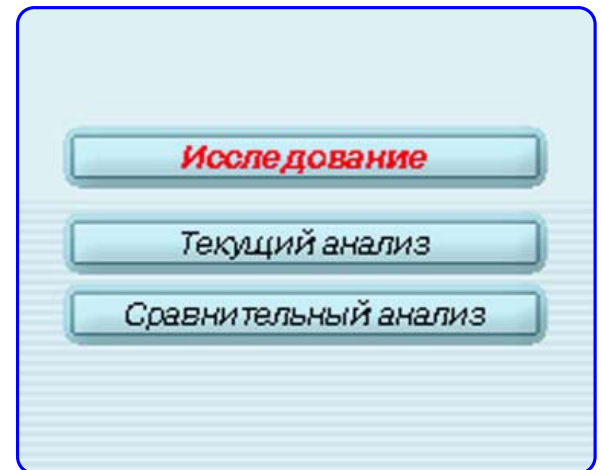 Исследование
Текущий анализ
Сравнительный анализ